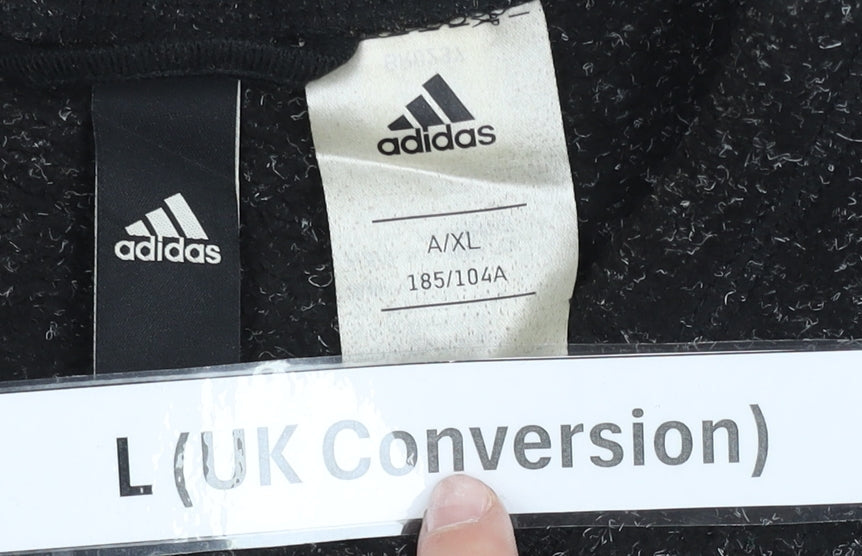 adidas
adidas
A/XL
185/104A
L (UK Conversion)